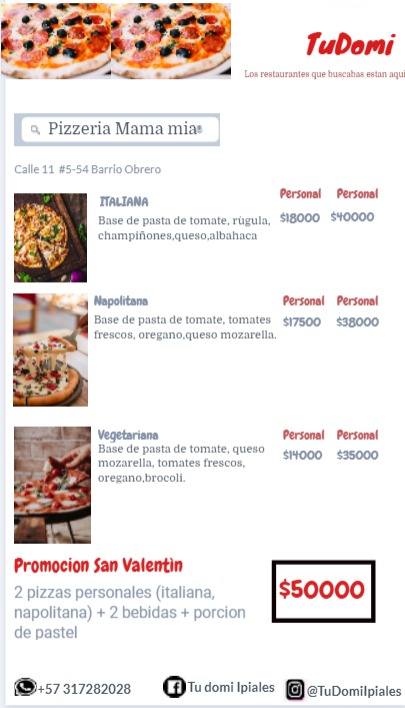 TuDomi
Los restaurantes que buscabas estan aquí
Pizzeria Mama mia
Calle 11 #5-54 Barrio Obrero
Personal Personal
ITALIANA
Base de pasta de tomate, rúgula,
champiñones,queso,albahaca
$18000 $40000
Napolitana
Personal Personal
Base de pasta de tomate, tomates
frescos, oregano,queso mozarella.
$17500 $38000
Vegetariana
Personal Personal
Base de pasta de tomate, queso
mozarella, tomates frescos,
oregano,brocoli.
$14000 $35000
Promocion San Valentìn
2 pizzas personales (italiana,
napolitana) + 2 bebidas + porcion
de pastel
$50000
+57 317282028
Tu domi Ipiales
@TuDomiIpiales